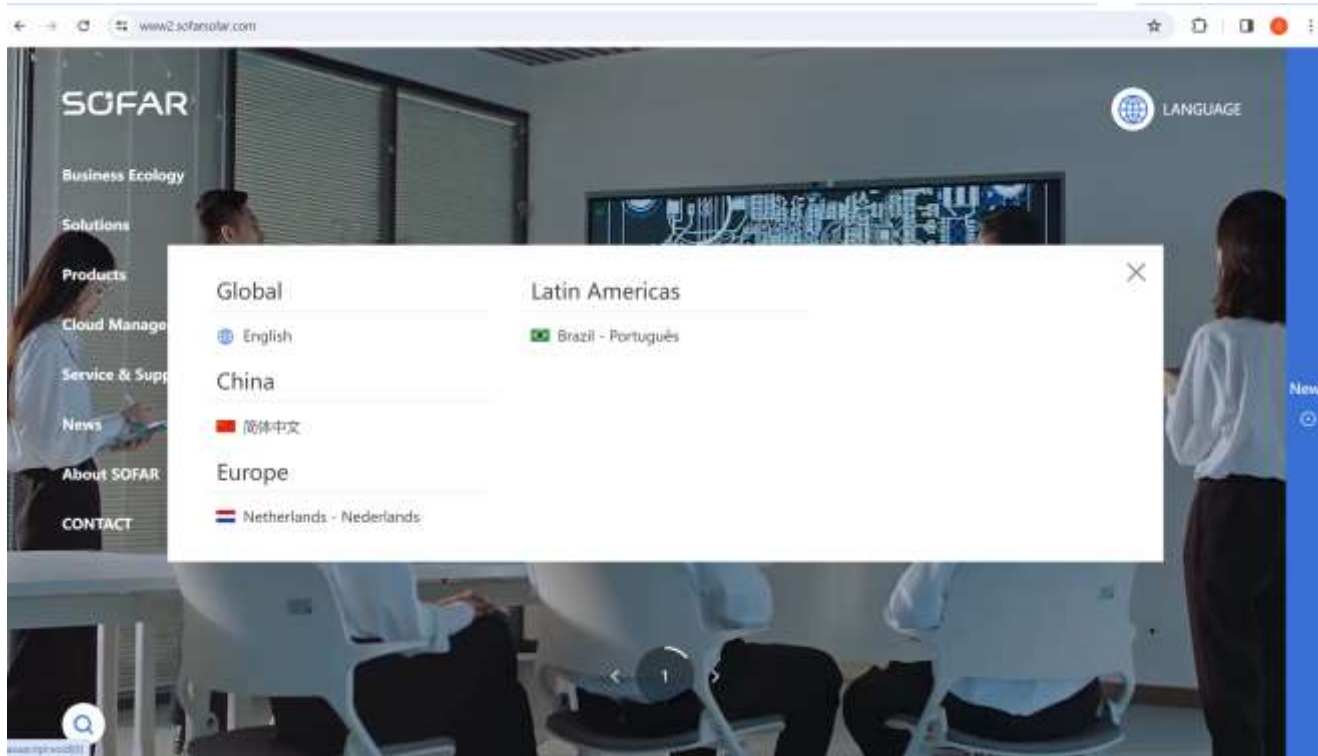 www2.sofarsolar.com
SOFAR
LANGUAGE
Business Ecology
Solutions
Products
Cloud Manage
Service & Supp
News
About SOFAR
CONTACT
Global
English
China
简体中文
Europe
Netherlands - Nederlands
Latin Americas
Brazil - Português
New
1